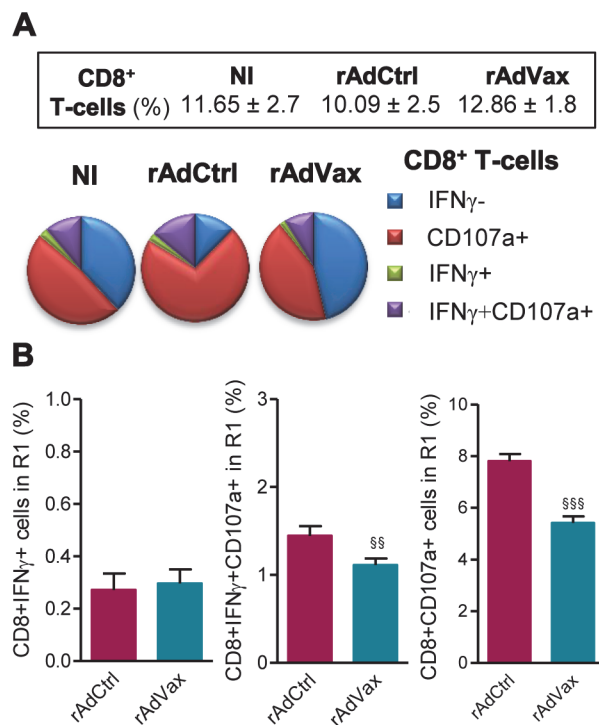 A
CD8+ NI rAdCtrl rAdVax
T-cells (%) 11.65 ± 2.7 10.09 ± 2.5 12.86 ± 1.8
NI rAdCtrl rAdVax
CD8+ T-cells
IFNγ-
CD107a+
IFNγ+
IFNγ+CD107a+
B
CD8+IFNγ+ cells in R1 (%)
1.0
0.8
0.6
0.4
0.2
0.0
rAdCtrl
rAdVax
CD8+IFNγ+CD107a+ in R1 (%)
3
2
1
0
§§
rAdCtrl
rAdVax
CD8+CD107a+ cells in R1 (%)
10
8
6
4
2
0
§§§
rAdCtrl
rAdVax